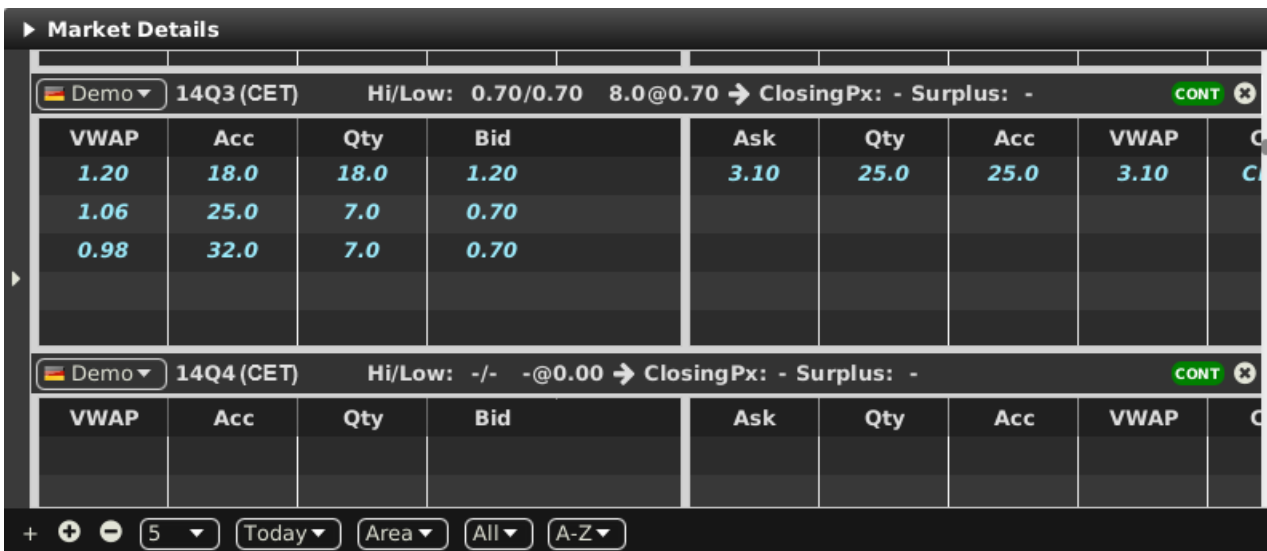 Market Details
Demo 14Q3 (CET) Hi/Low: 0.70/0.70 8.0@0.70 ClosingPx: - Surplus: - CONT
VWAP Acc Qty Bid Ask Qty Acc VWAP C
1.20 18.0 18.0 1.20 3.10 25.0 25.0 3.10
1.06 25.0 7.0 0.70
0.98 32.0 7.0 0.70
Demo 14Q4 (CET) Hi/Low: -/- -@0.00 ClosingPx: - Surplus: - CONT
VWAP Acc Qty Bid Ask Qty Acc VWAP C
+ 5 Today Area All A-Z